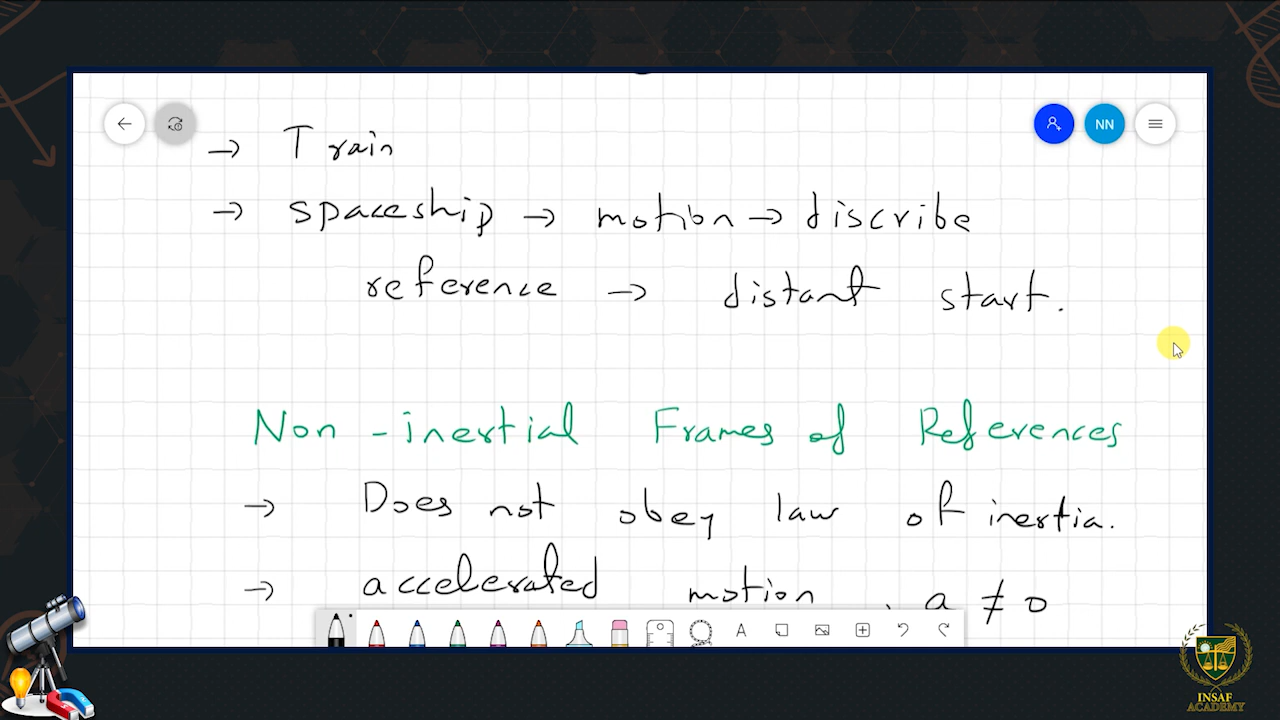 NN
→ Train
→ spaceship → motion → discribe
reference → distant start.
Non-inertial Frames of References
→ Does not obey law of inertia.
→ accelerated motion, a ≠ 0
A
INSAF
ACADEMY